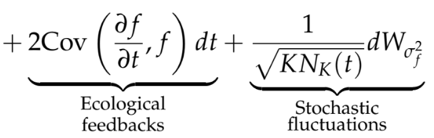 + 2Cov ( ∂f/∂t , f ) dt + 1/√(KN_K(t)) dW_{σ_f^2}
Ecological feedbacks
Stochastic fluctuations